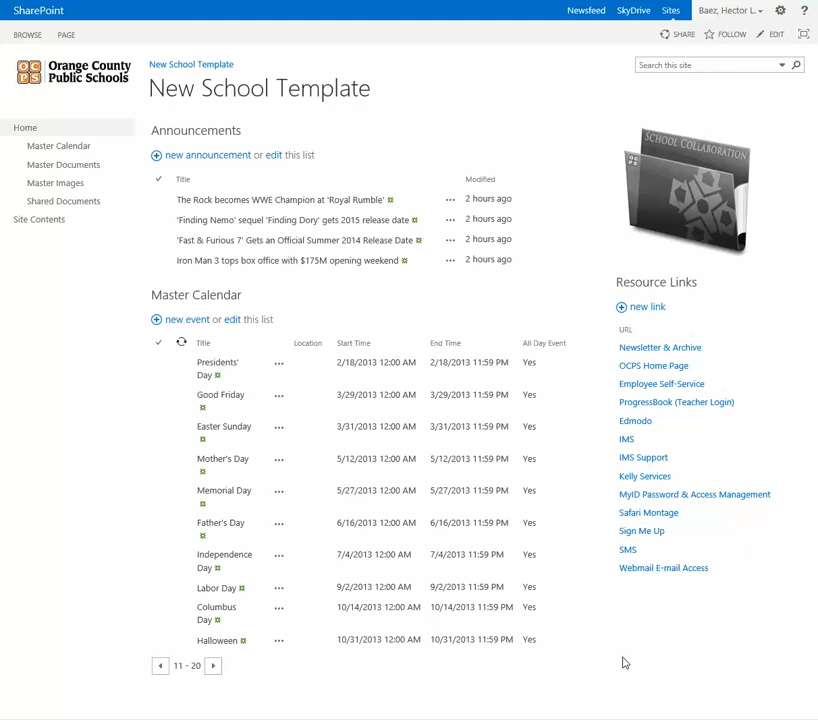 SharePoint
Newsfeed SkyDrive Sites Baez, Hector L. ?
BROWSE PAGE
SHARE FOLLOW EDIT
OC
PS
Orange County
Public Schools
New School Template
New School Template
Search this site
Home
Master Calendar
Master Documents
Master Images
Shared Documents
Site Contents
Announcements
new announcement or edit this list
Title Modified
The Rock becomes WWE Champion at 'Royal Rumble' ... 2 hours ago
'Finding Nemo' sequel 'Finding Dory' gets 2015 release date ... 2 hours ago
'Fast & Furious 7' Gets an Official Summer 2014 Release Date ... 2 hours ago
Iron Man 3 tops box office with $175M opening weekend ... 2 hours ago
Master Calendar
new event or edit this list
Title Location Start Time End Time All Day Event
Presidents' ... 2/18/2013 12:00 AM 2/18/2013 11:59 PM Yes
Day
Good Friday ... 3/29/2013 12:00 AM 3/29/2013 11:59 PM Yes
Easter Sunday ... 3/31/2013 12:00 AM 3/31/2013 11:59 PM Yes
Mother's Day ... 5/12/2013 12:00 AM 5/12/2013 11:59 PM Yes
Memorial Day ... 5/27/2013 12:00 AM 5/27/2013 11:59 PM Yes
Father's Day ... 6/16/2013 12:00 AM 6/16/2013 11:59 PM Yes
Independence ... 7/4/2013 12:00 AM 7/4/2013 11:59 PM Yes
Day
Labor Day ... 9/2/2013 12:00 AM 9/2/2013 11:59 PM Yes
Columbus ... 10/14/2013 12:00 AM 10/14/2013 11:59 PM Yes
Day
Halloween ... 10/31/2013 12:00 AM 10/31/2013 11:59 PM Yes
11 - 20
SCHOOL COLLABORATION
Resource Links
new link
URL
Newsletter & Archive
OCPS Home Page
Employee Self-Service
ProgressBook (Teacher Login)
Edmodo
IMS
IMS Support
Kelly Services
MyID Password & Access Management
Safari Montage
Sign Me Up
SMS
Webmail E-mail Access